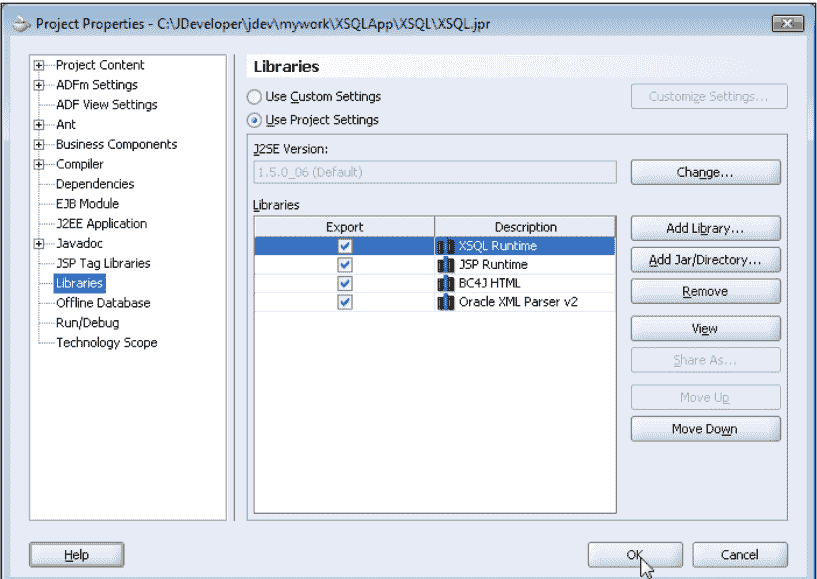 Project Properties - C:\JDeveloper\jdev\mywork\XSQLApp\XSQL\XSQL.jpr
Project Content
ADFm Settings
ADF View Settings
Ant
Business Components
Compiler
Dependencies
EJB Module
J2EE Application
Javadoc
JSP Tag Libraries
Libraries
Offline Database
Run/Debug
Technology Scope
Libraries
Use Custom Settings
Customize Settings...
Use Project Settings
J2SE Version:
1.5.0_06 (Default)
Change...
Libraries
Export Description
XSQL Runtime
JSP Runtime
BC4J HTML
Oracle XML Parser v2
Add Library...
Add Jar/Directory...
Remove
View
Share As...
Move Up
Move Down
Help
OK
Cancel